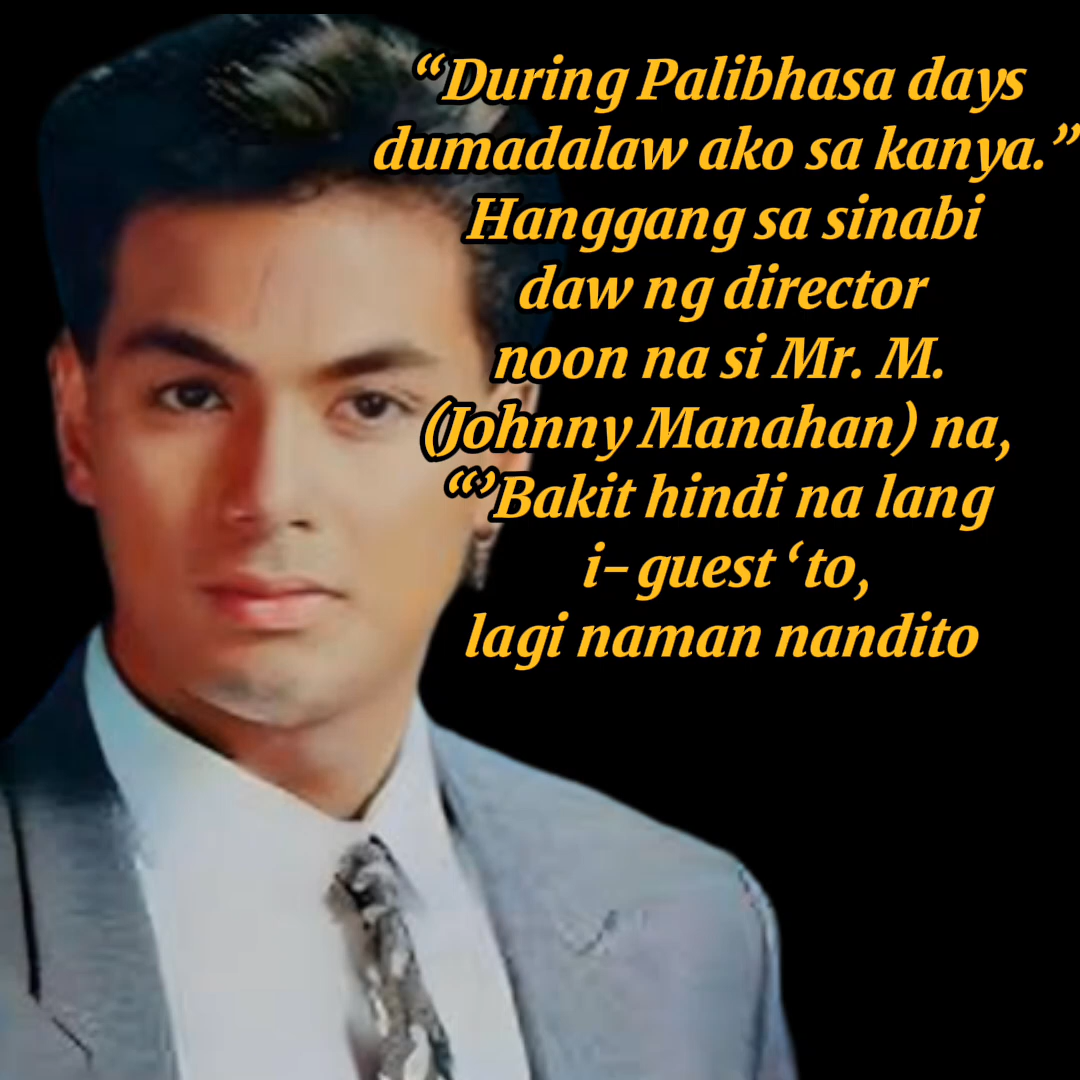 “During Palibhasa days
dumadalaw ako sa kanya.”
Hanggang sa sinabi
daw ng director
noon na si Mr. M.
(Johnny Manahan) na,
“’Bakit hindi na lang
i-guest ‘to,
lagi naman nandito